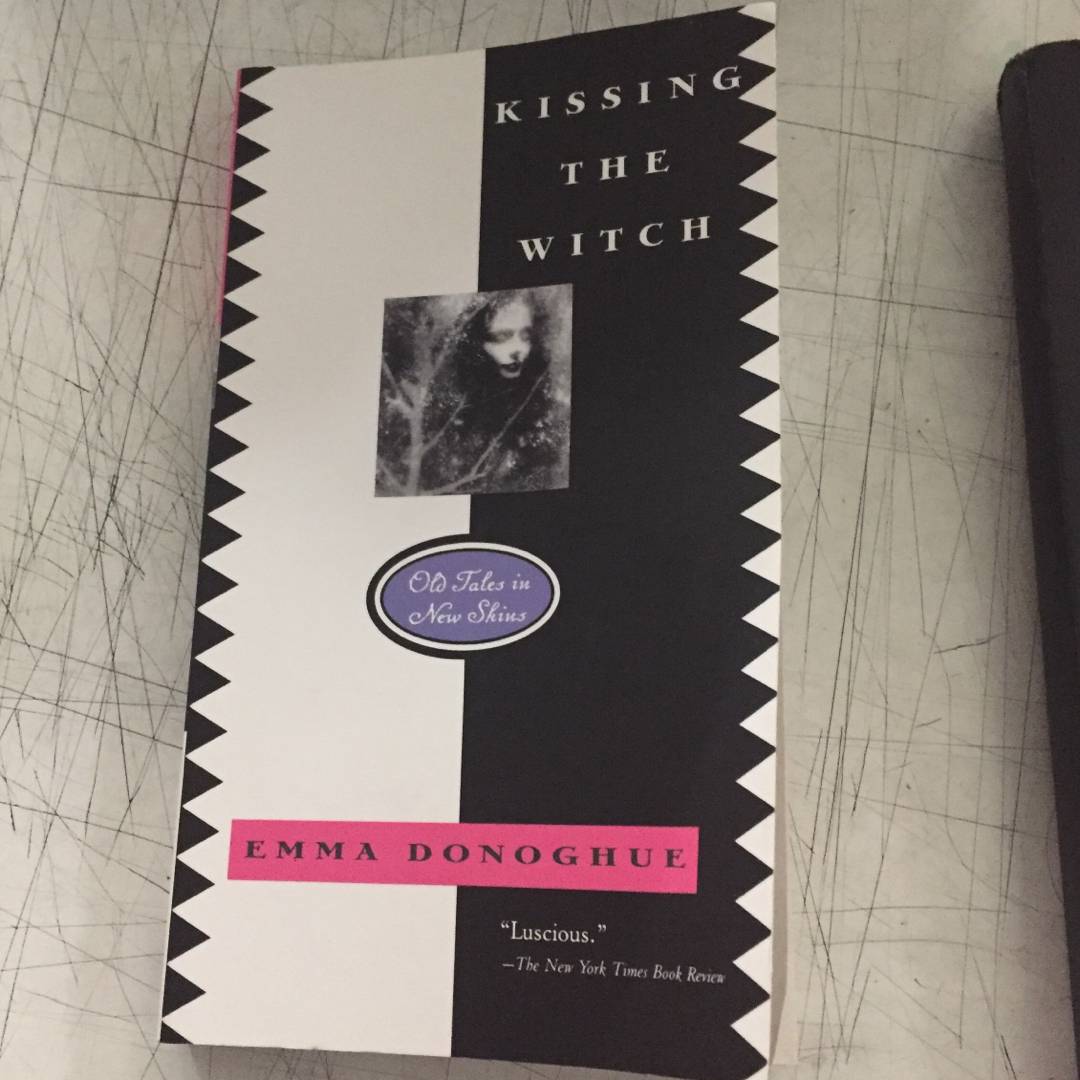 KISSING
THE
WITCH
Old Tales in
New Skins
EMMA DONOGHUE
“Luscious.”
—The New York Times Book Review